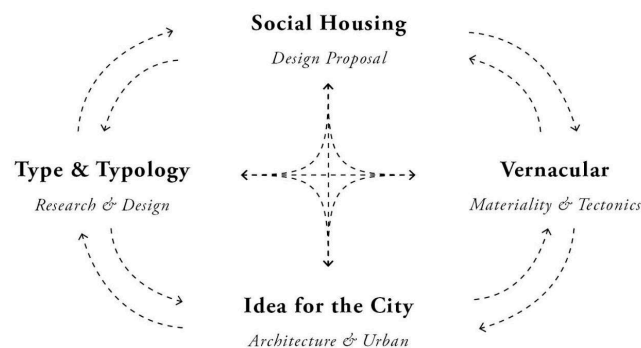 Social Housing
Design Proposal
Type & Typology
Research & Design
Vernacular
Materiality & Tectonics
Idea for the City
Architecture & Urban